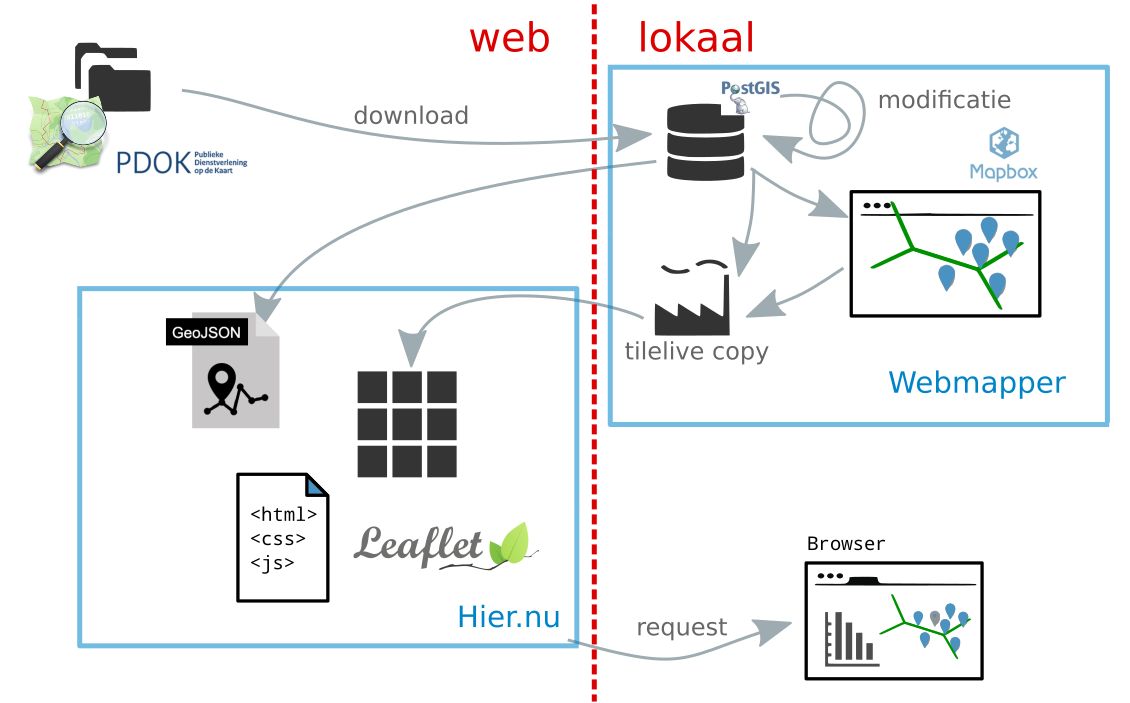 web
lokaal
PostGIS
download
modificatie
PDOK
Publieke
Dienstverlening
op de Kaart
Mapbox
GeoJSON
tilelive copy
Webmapper
<html>
<css>
<js>
Leaflet
Hier.nu
Browser
request